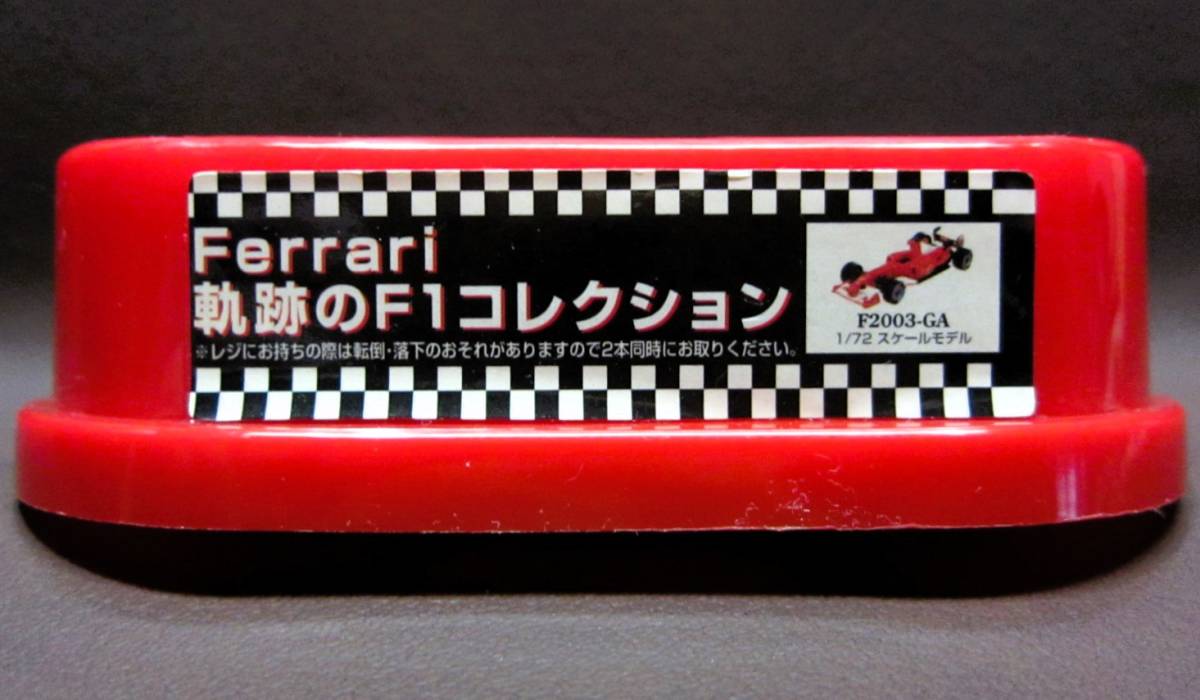 Ferrari
軌跡のF1コレクション
※レジにお持ちの際は転倒・落下のおそれがありますので2本同時にお取りください。
F2003-GA
1/72 スケールモデル